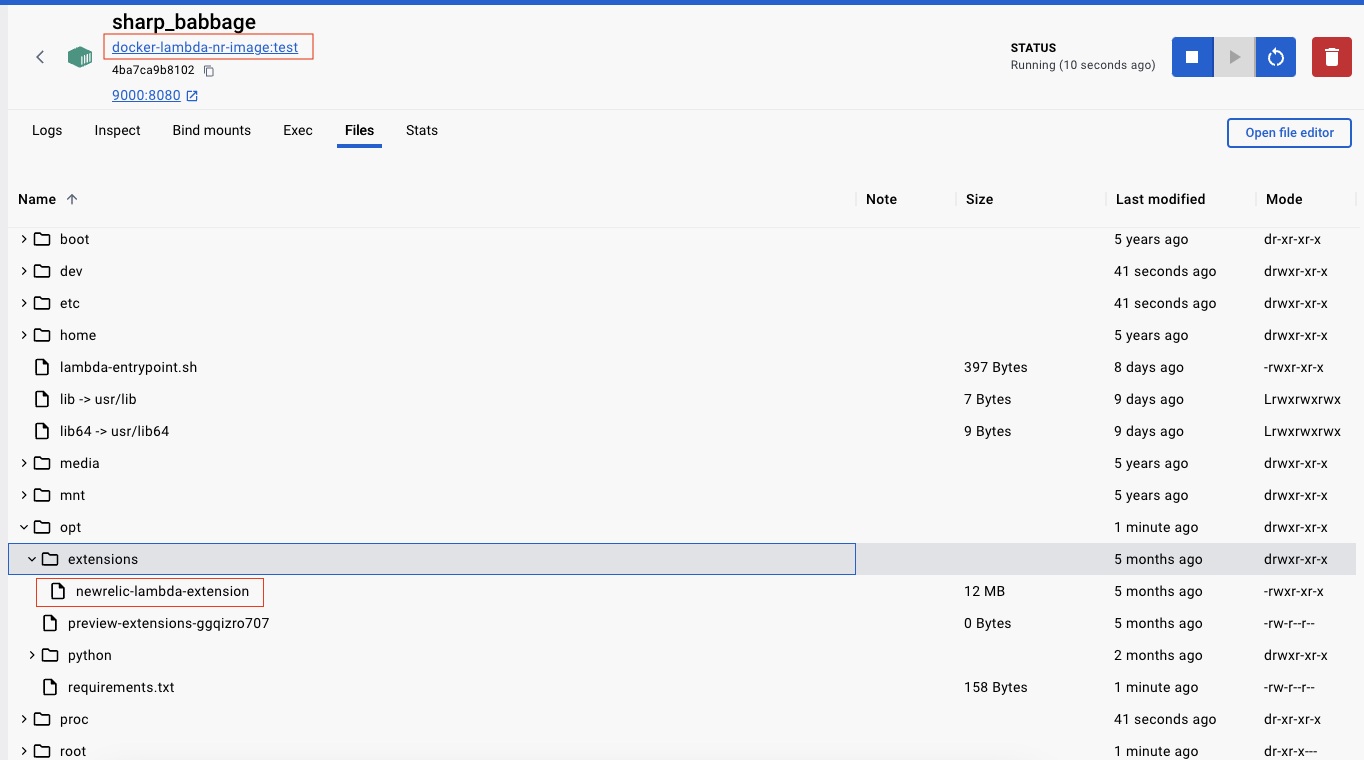 sharp_babbage
docker-lambda-nr-image:test
4ba7ca9b8102
9000:8080
STATUS
Running (10 seconds ago)
Logs Inspect Bind mounts Exec Files Stats
Open file editor
Name Note Size Last modified Mode
boot 5 years ago dr-xr-xr-x
dev 41 seconds ago drwxr-xr-x
etc 41 seconds ago drwxr-xr-x
home 5 years ago drwxr-xr-x
lambda-entrypoint.sh 397 Bytes 8 days ago -rwxr-xr-x
lib -> usr/lib 7 Bytes 9 days ago Lrwxrwxrwx
lib64 -> usr/lib64 9 Bytes 9 days ago Lrwxrwxrwx
media 5 years ago drwxr-xr-x
mnt 5 years ago drwxr-xr-x
opt 1 minute ago drwxr-xr-x
extensions 5 months ago drwxr-xr-x
newrelic-lambda-extension 12 MB 5 months ago -rwxr-xr-x
preview-extensions-ggqizro707 0 Bytes 5 months ago -rw-r--r--
python 2 months ago drwxr-xr-x
requirements.txt 158 Bytes 1 minute ago -rw-r--r--
proc 41 seconds ago dr-xr-xr-x
root 1 minute ago dr-xr-x---